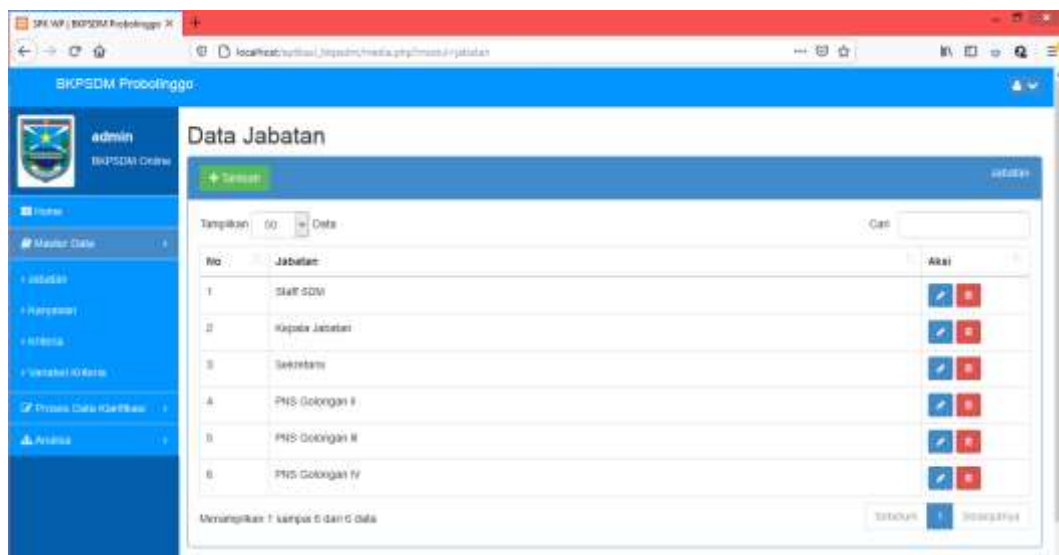 SPK WP | BKPSDM Probolinggo
BKPSDM Probolinggo
admin
BKPSDM Online
Home
Master Data
Jabatan
Karyawan
Kriteria
Variabel Kriteria
Proses Data Klarifikasi
Analisa
Data Jabatan
Jabatan
Tampilkan 50 Data
Cari
No Jabatan Aksi
1 Staff SDM
2 Kepala Jabatan
3 Sekretaris
4 PNS Golongan II
5 PNS Golongan III
6 PNS Golongan IV
Menampilkan 1 sampai 6 dari 6 data
Sebelum 1 Selanjutnya